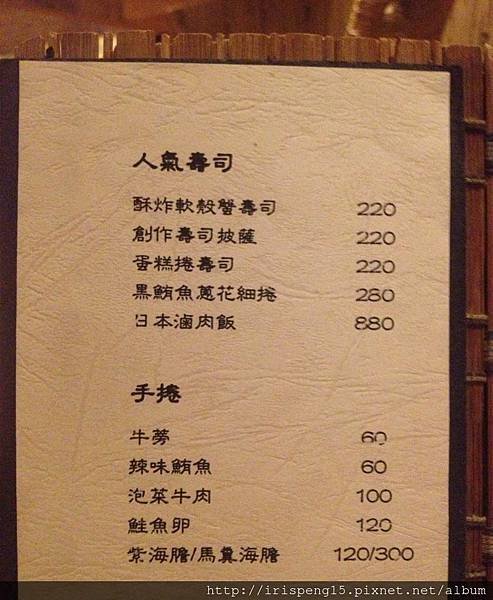 人氣壽司
酥炸軟殼蟹壽司 220
創作壽司披薩 220
蛋糕捲壽司 220
黑鮪魚蔥花細捲 280
日本滷肉飯 880
手捲
牛蒡 60
辣味鮪魚 60
泡菜牛肉 100
鮭魚卵 120
紫海膽/馬糞海膽 120/300
http://irispeng15.pixnet.net/album